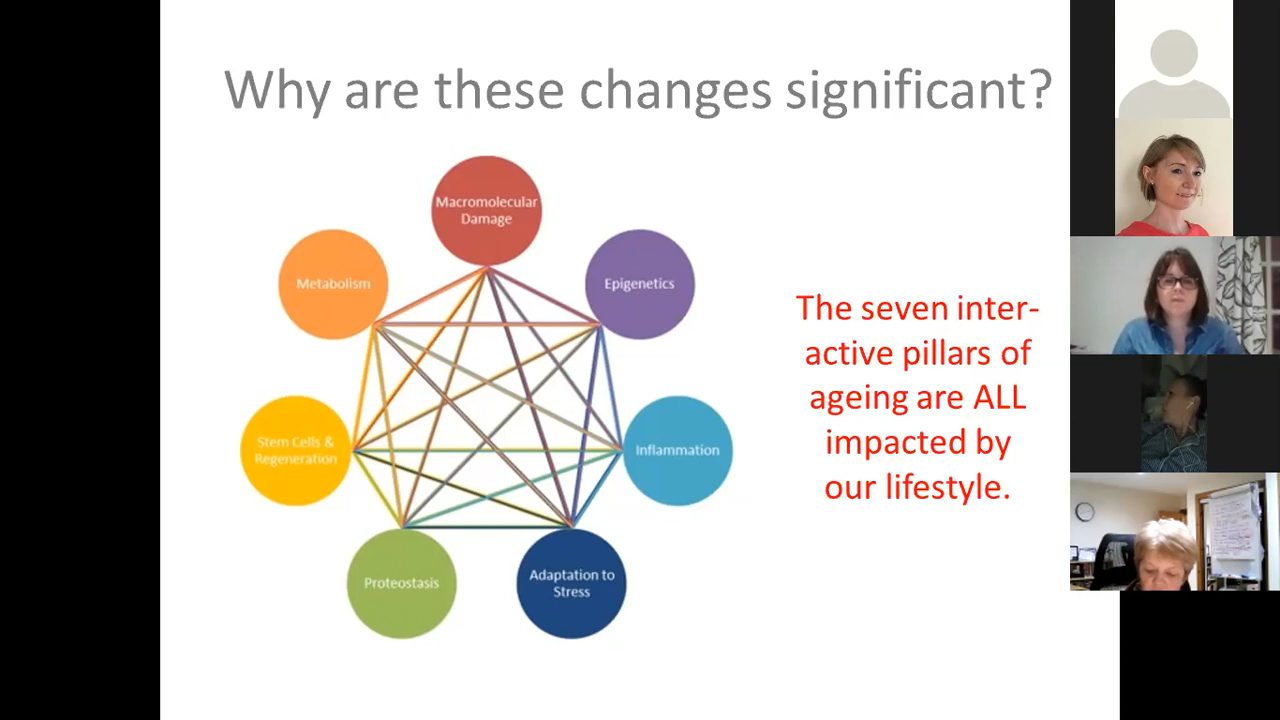 Why are these changes significant?
Macromolecular
Damage
Metabolism
Epigenetics
Stem Cells &
Regeneration
Inflammation
Proteostasis
Adaptation to
Stress
The seven inter-
active pillars of
ageing are ALL
impacted by
our lifestyle.